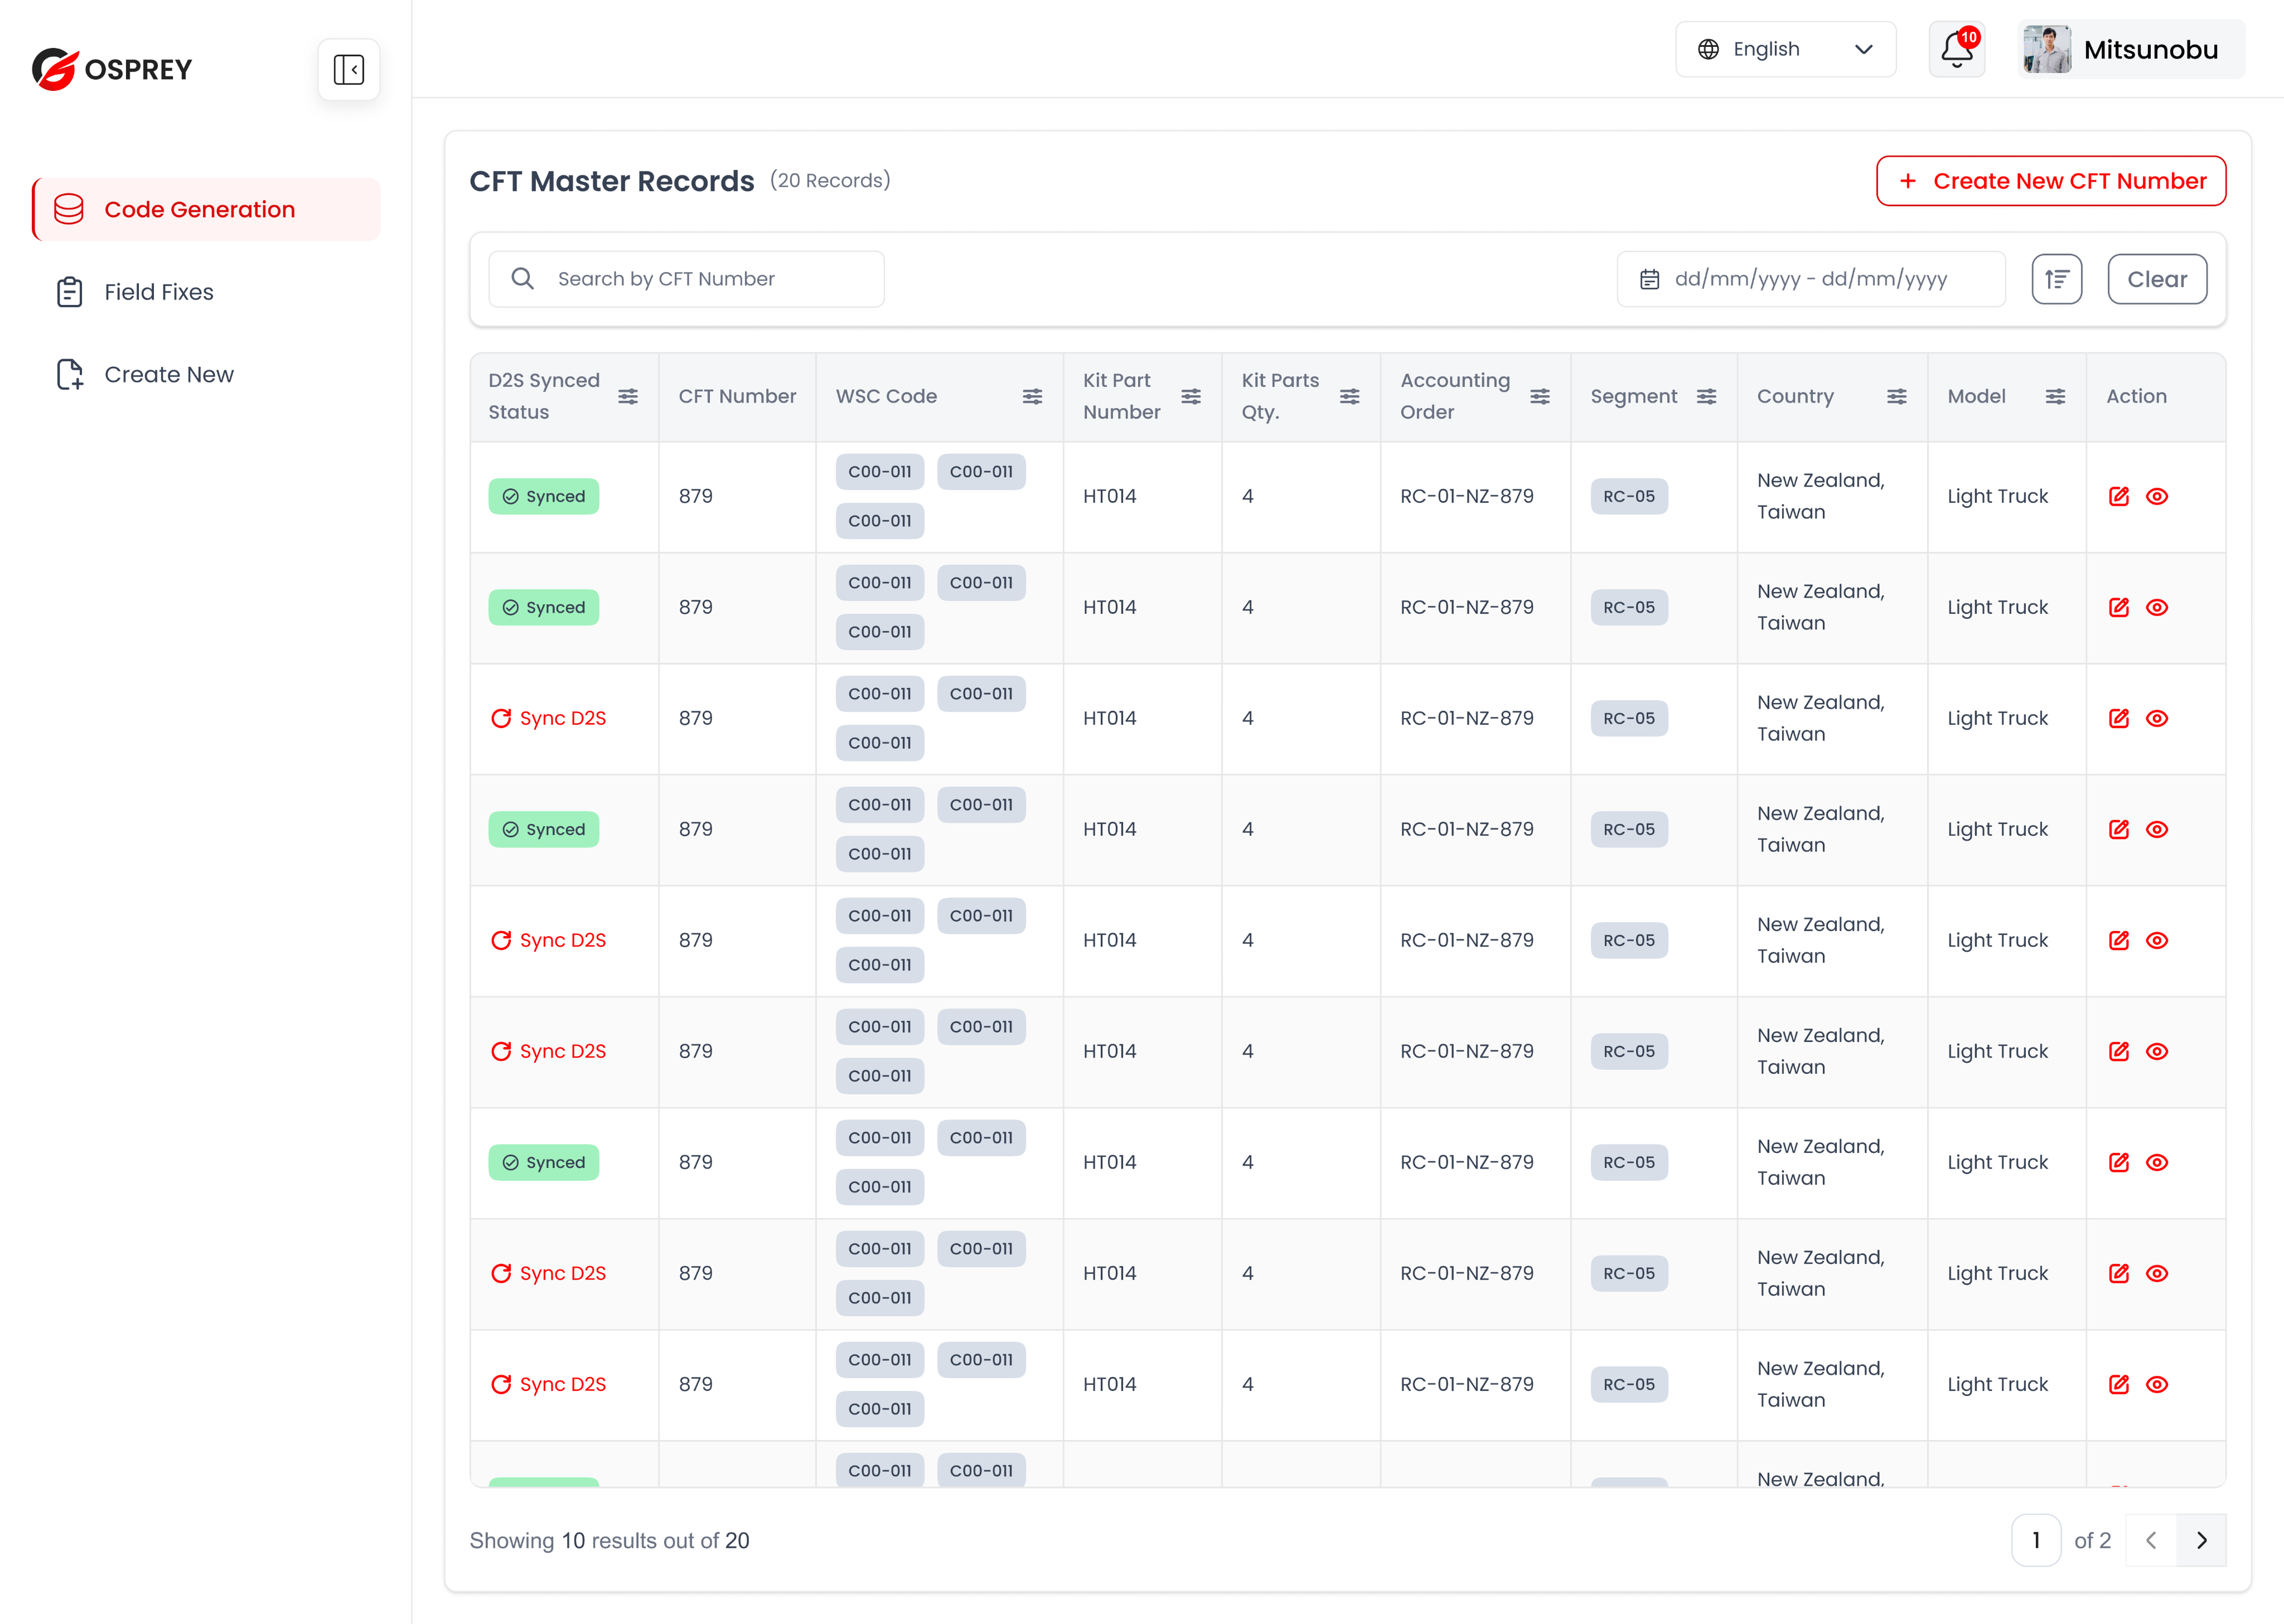 OSPREY
English
10
Mitsunobu
Code Generation
Field Fixes
Create New
CFT Master Records (20 Records)
+ Create New CFT Number
Search by CFT Number
dd/mm/yyyy - dd/mm/yyyy
Clear
D2S Synced Status CFT Number WSC Code Kit Part Number Kit Parts Qty. Accounting Order Segment Country Model Action
Synced 879 C00-011 C00-011 C00-011 HT014 4 RC-01-NZ-879 RC-05 New Zealand, Taiwan Light Truck
Synced 879 C00-011 C00-011 C00-011 HT014 4 RC-01-NZ-879 RC-05 New Zealand, Taiwan Light Truck
Sync D2S 879 C00-011 C00-011 C00-011 HT014 4 RC-01-NZ-879 RC-05 New Zealand, Taiwan Light Truck
Synced 879 C00-011 C00-011 C00-011 HT014 4 RC-01-NZ-879 RC-05 New Zealand, Taiwan Light Truck
Sync D2S 879 C00-011 C00-011 C00-011 HT014 4 RC-01-NZ-879 RC-05 New Zealand, Taiwan Light Truck
Sync D2S 879 C00-011 C00-011 C00-011 HT014 4 RC-01-NZ-879 RC-05 New Zealand, Taiwan Light Truck
Synced 879 C00-011 C00-011 C00-011 HT014 4 RC-01-NZ-879 RC-05 New Zealand, Taiwan Light Truck
Sync D2S 879 C00-011 C00-011 C00-011 HT014 4 RC-01-NZ-879 RC-05 New Zealand, Taiwan Light Truck
Sync D2S 879 C00-011 C00-011 C00-011 HT014 4 RC-01-NZ-879 RC-05 New Zealand, Taiwan Light Truck
C00-011 C00-011 New Zealand,
Showing 10 results out of 20
1 of 2